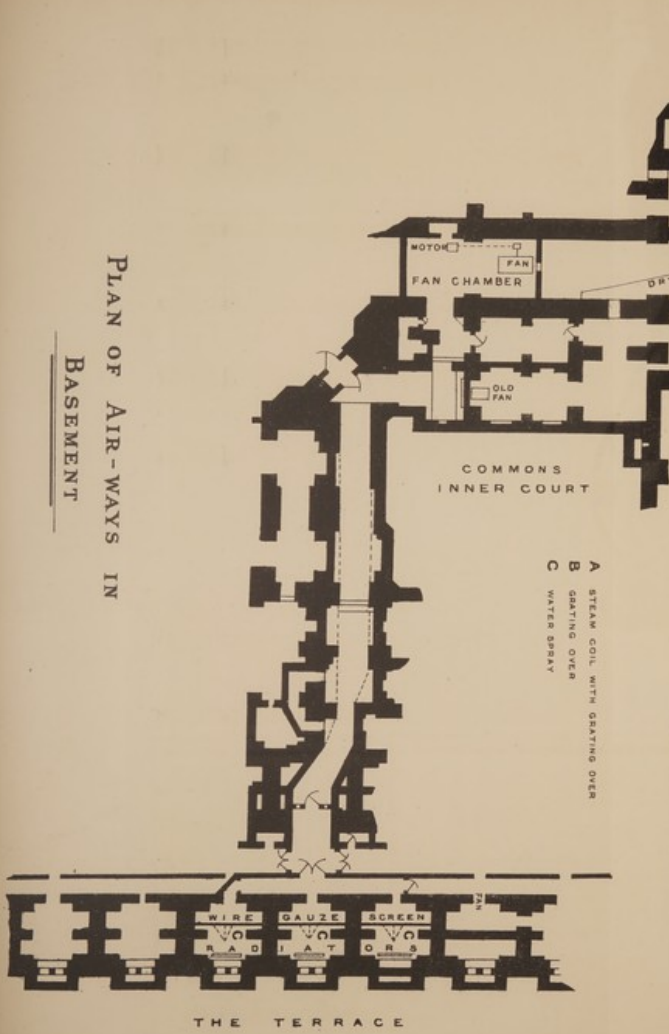 PLAN OF AIR-WAYS IN
BASEMENT
MOTOR
FAN
FAN CHAMBER
OLD
FAN
COMMONS
INNER COURT
A STEAM COIL WITH GRATING OVER
B GRATING OVER
C WATER SPRAY
FAN
WIRE GAUZE SCREEN
C C C
RADIATORS
THE TERRACE